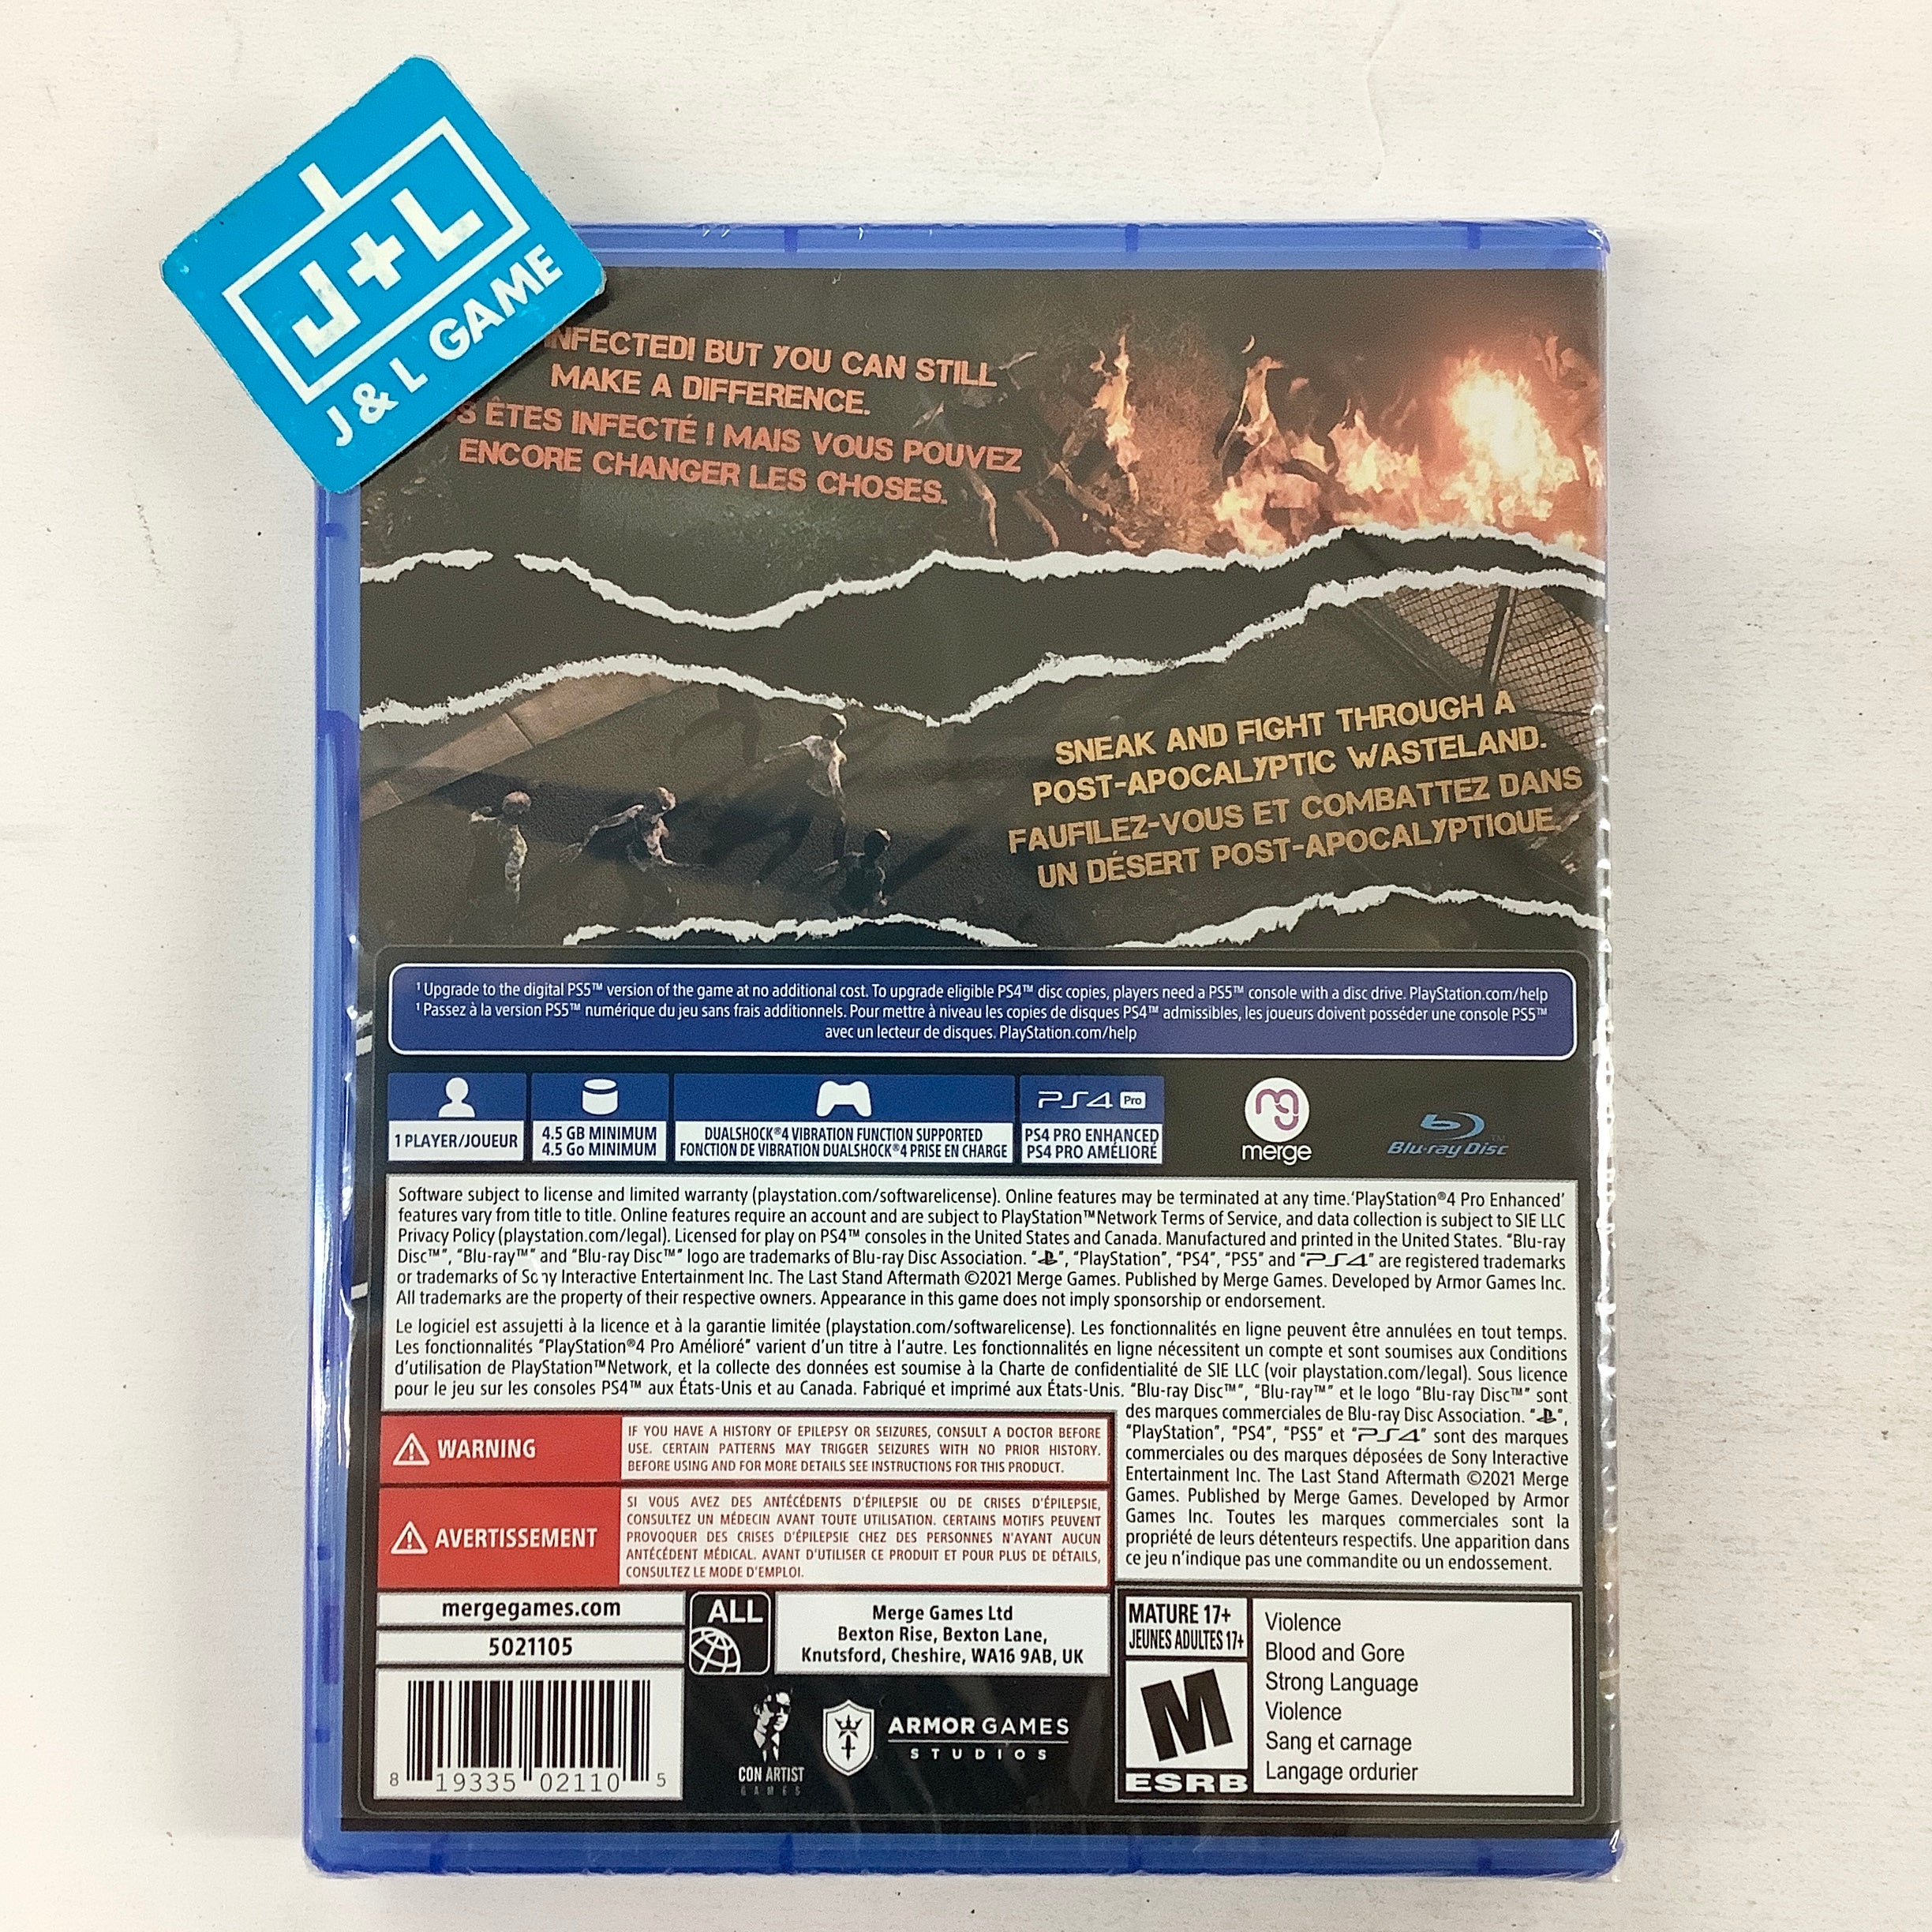 J+L
J & L GAME
NFECTED! BUT YOU CAN STILL
MAKE A DIFFERENCE.
S ÊTES INFECTÉ ! MAIS VOUS POUVEZ
ENCORE CHANGER LES CHOSES.
SNEAK AND FIGHT THROUGH A
POST-APOCALYPTIC WASTELAND.
FAUFILEZ-VOUS ET COMBATTEZ DANS
UN DÉSERT POST-APOCALYPTIQUE.
¹ Upgrade to the digital PS5™ version of the game at no additional cost. To upgrade eligible PS4™ disc copies, players need a PS5™ console with a disc drive. PlayStation.com/help
¹ Passez à la version PS5™ numérique du jeu sans frais additionnels. Pour mettre à niveau les copies de disques PS4™ admissibles, les joueurs doivent posséder une console PS5™
avec un lecteur de disques. PlayStation.com/help
1 PLAYER/JOUEUR
4.5 GB MINIMUM
4.5 Go MINIMUM
DUALSHOCK®4 VIBRATION FUNCTION SUPPORTED
FONCTION DE VIBRATION DUALSHOCK®4 PRISE EN CHARGE
PS4 Pro
PS4 PRO ENHANCED
PS4 PRO AMÉLIORÉ
merge
Blu-ray Disc™
Software subject to license and limited warranty (playstation.com/softwarelicense). Online features may be terminated at any time.'PlayStation®4 Pro Enhanced'
features vary from title to title. Online features require an account and are subject to PlayStation™Network Terms of Service, and data collection is subject to SIE LLC
Privacy Policy (playstation.com/legal). Licensed for play on PS4™ consoles in the United States and Canada. Manufactured and printed in the United States. "Blu-ray
Disc™", "Blu-ray™" and "Blu-ray Disc™" logo are trademarks of Blu-ray Disc Association. "", "PlayStation", "PS4", "PS5" and "PS4" are registered trademarks
or trademarks of Sony Interactive Entertainment Inc. The Last Stand Aftermath ©2021 Merge Games. Published by Merge Games. Developed by Armor Games Inc.
All trademarks are the property of their respective owners. Appearance in this game does not imply sponsorship or endorsement.
Le logiciel est assujetti à la licence et à la garantie limitée (playstation.com/softwarelicense). Les fonctionnalités en ligne peuvent être annulées en tout temps.
Les fonctionnalités "PlayStation®4 Pro Amélioré" varient d'un titre à l'autre. Les fonctionnalités en ligne nécessitent un compte et sont soumises aux Conditions
d'utilisation de PlayStation™Network, et la collecte des données est soumise à la Charte de confidentialité de SIE LLC (voir playstation.com/legal). Sous licence
pour le jeu sur les consoles PS4™ aux États-Unis et au Canada. Fabriqué et imprimé aux États-Unis. "Blu-ray Disc™", "Blu-ray™" et le logo "Blu-ray Disc™" sont
des marques commerciales de Blu-ray Disc Association. "",
"PlayStation", "PS4", "PS5" et "PS4" sont des marques
commerciales ou des marques déposées de Sony Interactive
Entertainment Inc. The Last Stand Aftermath ©2021 Merge
Games. Published by Merge Games. Developed by Armor
Games Inc. Toutes les marques commerciales sont la
propriété de leurs détenteurs respectifs. Une apparition dans
ce jeu n'indique pas une commandite ou un endossement.
WARNING
IF YOU HAVE A HISTORY OF EPILEPSY OR SEIZURES, CONSULT A DOCTOR BEFORE
USE. CERTAIN PATTERNS MAY TRIGGER SEIZURES WITH NO PRIOR HISTORY.
BEFORE USING AND FOR MORE DETAILS SEE INSTRUCTIONS FOR THIS PRODUCT.
AVERTISSEMENT
SI VOUS AVEZ DES ANTÉCÉDENTS D'ÉPILEPSIE OU DE CRISES D'ÉPILEPSIE,
CONSULTEZ UN MÉDECIN AVANT TOUTE UTILISATION. CERTAINS MOTIFS PEUVENT
PROVOQUER DES CRISES D'ÉPILEPSIE CHEZ DES PERSONNES N'AYANT AUCUN
ANTÉCÉDENT MÉDICAL. AVANT D'UTILISER CE PRODUIT ET POUR PLUS DE DÉTAILS,
CONSULTEZ LE MODE D'EMPLOI.
mergegames.com
5021105
ALL
Merge Games Ltd
Bexton Rise, Bexton Lane,
Knutsford, Cheshire, WA16 9AB, UK
8 19335 02110 5
CON ARTIST
GAMES
ARMOR GAMES
STUDIOS
MATURE 17+
JEUNES ADULTES 17+
M
ESRB
Violence
Blood and Gore
Strong Language
Violence
Sang et carnage
Langage ordurier